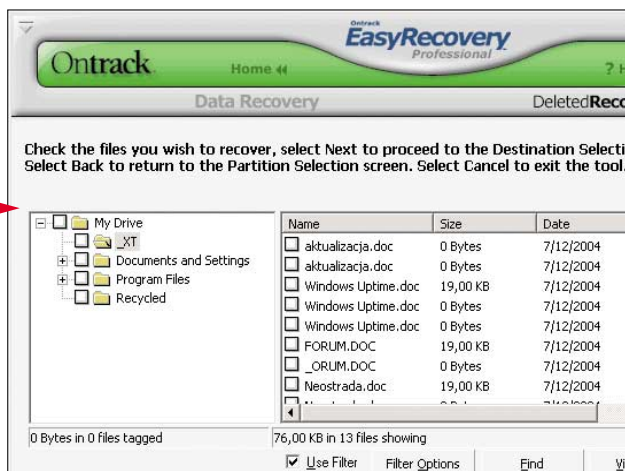 Ontrack
EasyRecovery
Professional
Ontrack
Home
?
Data Recovery
Deleted
Check the files you wish to recover, select Next to proceed to the Destination
Select Back to return to the Partition Selection screen. Select Cancel to exit the tool.
My Drive
_XT
Documents and Settings
Program Files
Recycled
Name Size Date
aktualizacja.doc 0 Bytes 7/12/2004
aktualizacja.doc 0 Bytes 7/12/2004
Windows Uptime.doc 19,00 KB 7/12/2004
Windows Uptime.doc 0 Bytes 7/12/2004
Windows Uptime.doc 0 Bytes 7/12/2004
FORUM.DOC 19,00 KB 7/12/2004
_ORUM.DOC 0 Bytes 7/12/2004
Neostrada.doc 19,00 KB 7/12/2004
0 Bytes in 0 files tagged
76,00 KB in 13 files showing
Use Filter Filter Options Find